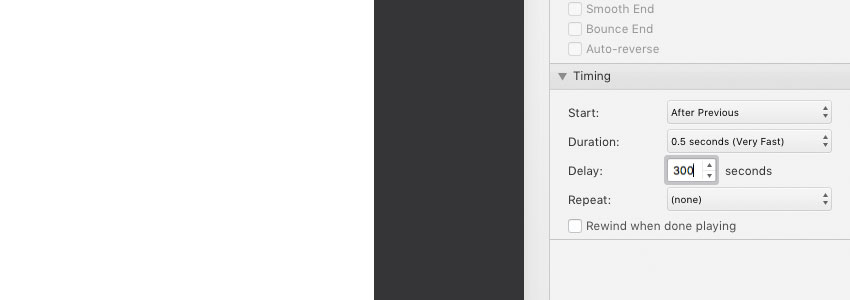 Smooth End
Bounce End
Auto-reverse
Timing
Start: After Previous
Duration: 0.5 seconds (Very Fast)
Delay: 300 seconds
Repeat: (none)
Rewind when done playing